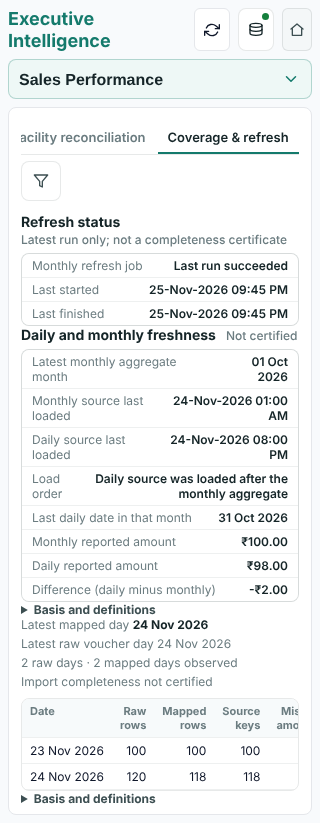 Executive
Intelligence
Sales Performance
acility reconciliation
Coverage & refresh
Refresh status
Latest run only; not a completeness certificate
Monthly refresh job Last run succeeded
Last started 25-Nov-2026 09:45 PM
Last finished 25-Nov-2026 09:45 PM
Daily and monthly freshness Not certified
Latest monthly aggregate month 01 Oct 2026
Monthly source last loaded 24-Nov-2026 01:00 AM
Daily source last loaded 24-Nov-2026 08:00 PM
Load order Daily source was loaded after the monthly aggregate
Last daily date in that month 31 Oct 2026
Monthly reported amount ₹100.00
Daily reported amount ₹98.00
Difference (daily minus monthly) -₹2.00
Basis and definitions
Latest mapped day 24 Nov 2026
Latest raw voucher day 24 Nov 2026
2 raw days · 2 mapped days observed
Import completeness not certified
Date Raw rows Mapped rows Source keys Mis amo
23 Nov 2026 100 100 100
24 Nov 2026 120 118 118
Basis and definitions